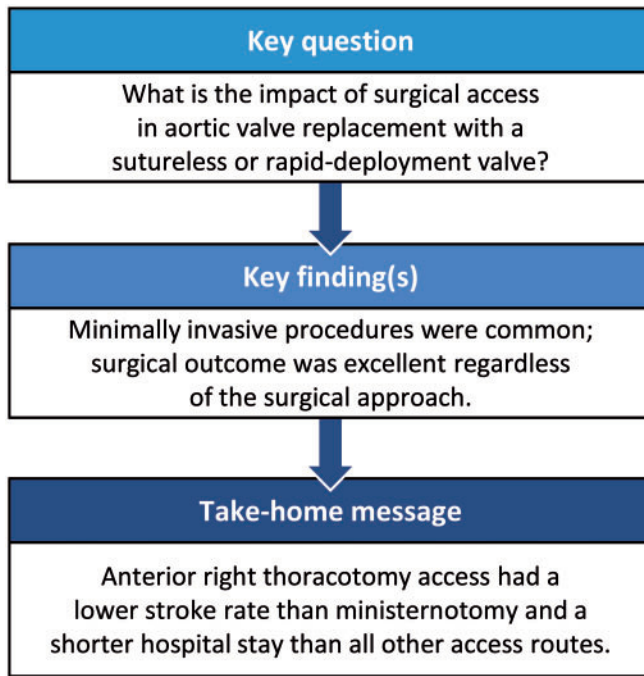 Key question
What is the impact of surgical access
in aortic valve replacement with a
sutureless or rapid-deployment valve?
Key finding(s)
Minimally invasive procedures were common;
surgical outcome was excellent regardless
of the surgical approach.
Take-home message
Anterior right thoracotomy access had a
lower stroke rate than ministernotomy and a
shorter hospital stay than all other access routes.